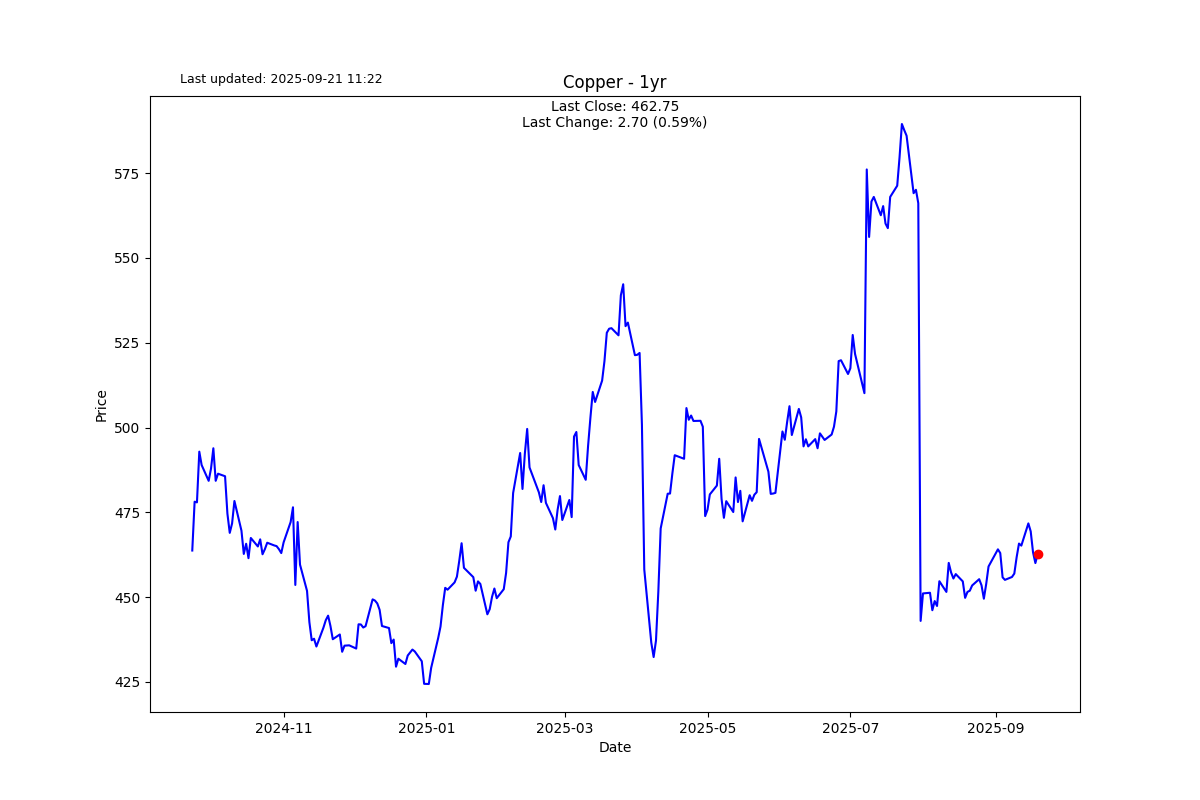 Last updated: 2025-09-21 11:22
Copper - 1yr
Last Close: 462.75
Last Change: 2.70 (0.59%)
575
550
525
500
475
450
425
Price
2024-11
2025-01
2025-03
2025-05
2025-07
2025-09
Date